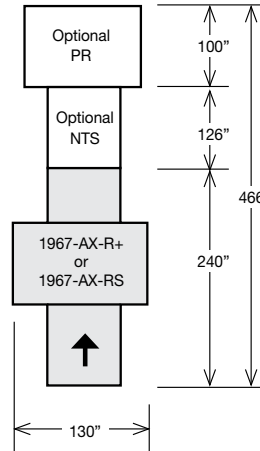 Optional
PR
100”
Optional
NTS
126”
466
1967-AX-R+
or
1967-AX-RS
240”
130”